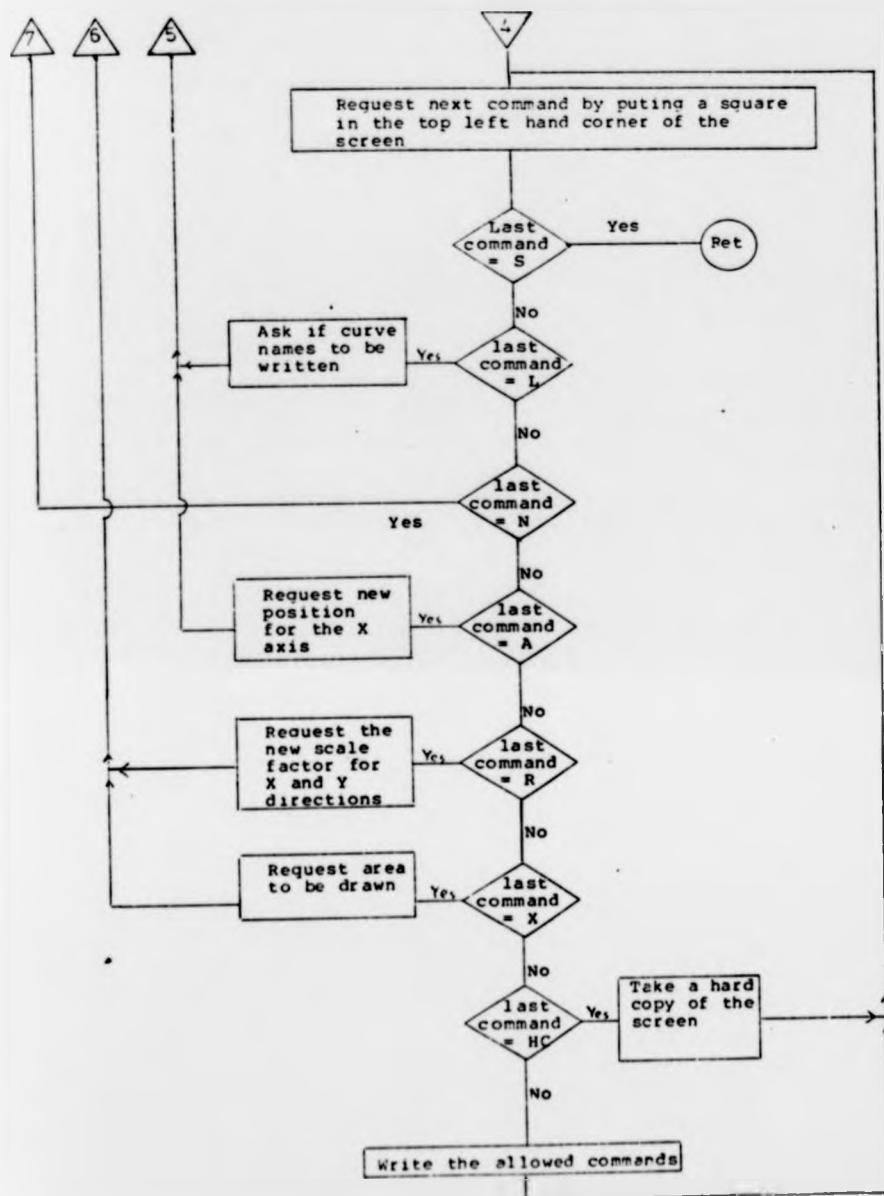 7
6
5
4
Request next command by puting a square
in the top left hand corner of the
screen
Last
command
= S
Yes
Ret
No
Ask if curve
names to be
written
Yes
last
command
= L
No
last
command
= N
Yes
No
Request new
position
for the X
axis
Yes
last
command
= A
No
Request the
new scale
factor for
X and Y
directions
Yes
last
command
= R
No
Request area
to be drawn
Yes
last
command
= X
No
last
command
= HC
Yes
Take a hard
copy of the
screen
No
Write the allowed commands